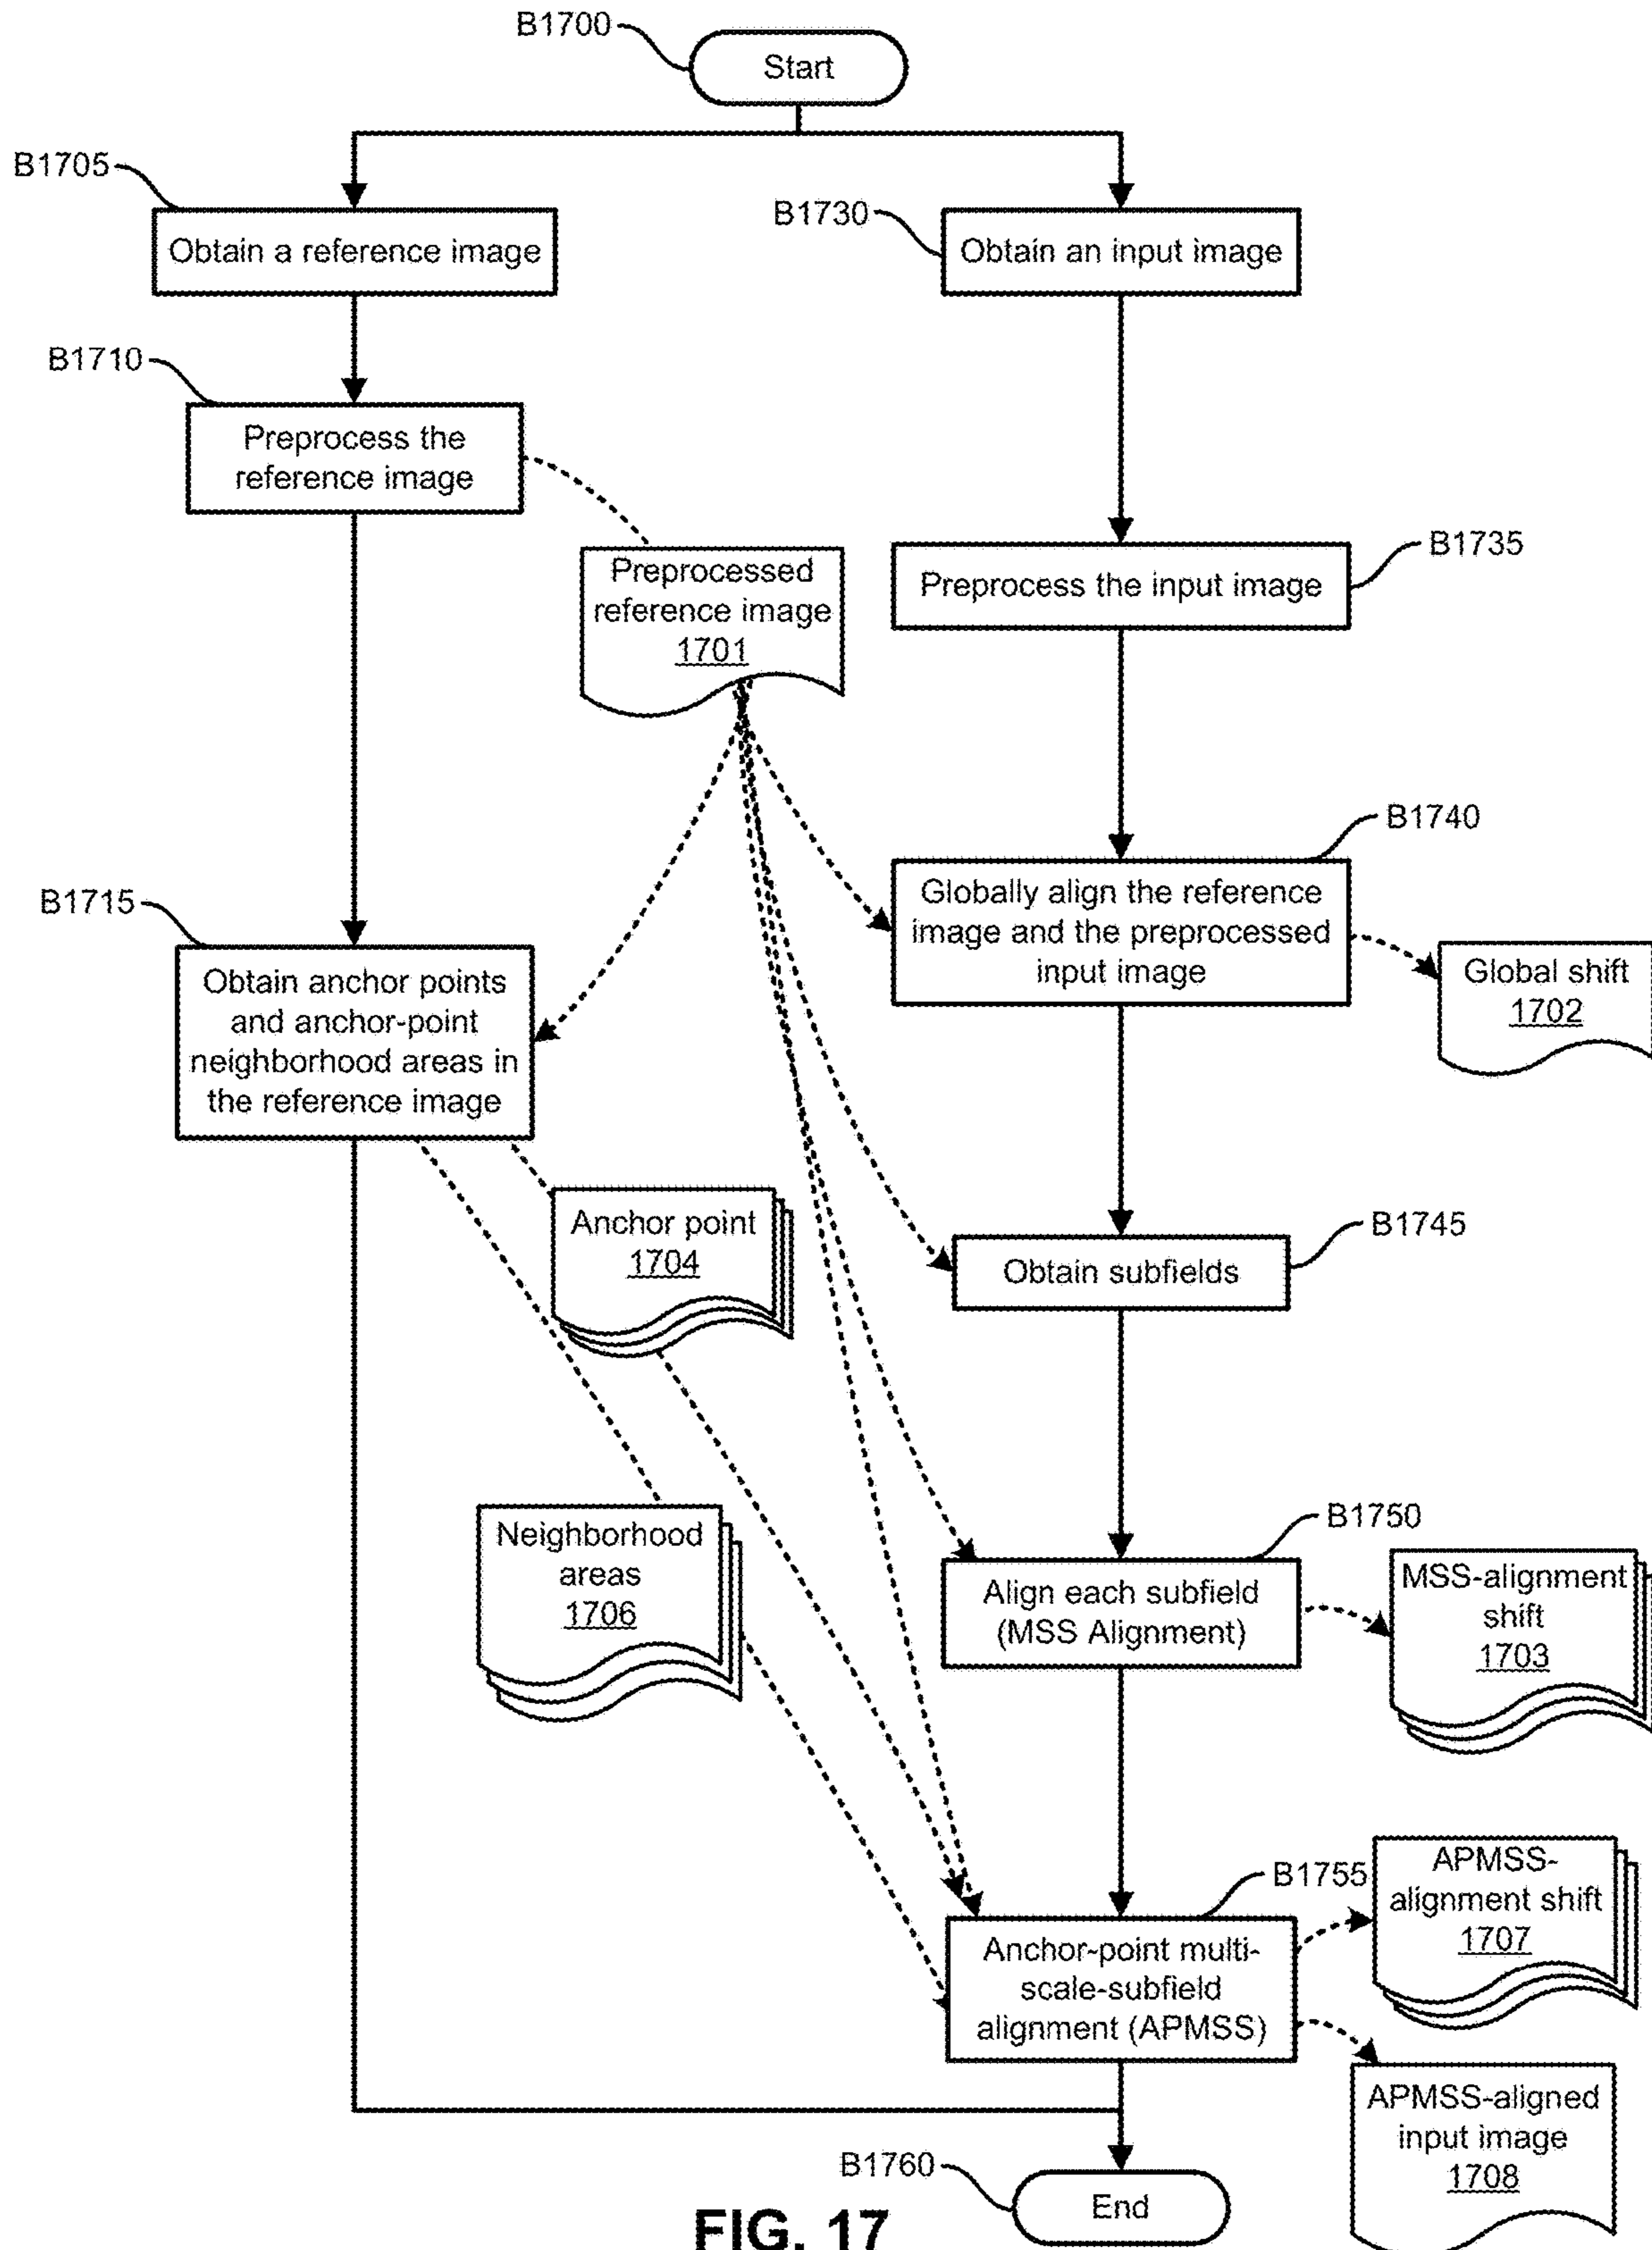 B1700
Start
B1705
Obtain a reference image
B1730
Obtain an input image
B1710
Preprocess the
reference image
Preprocessed
reference image
1701
B1735
Preprocess the input image
B1740
Globally align the reference
image and the preprocessed
input image
Global shift
1702
B1715
Obtain anchor points
and anchor-point
neighborhood areas in
the reference image
Anchor point
1704
B1745
Obtain subfields
Neighborhood
areas
1706
B1750
Align each subfield
(MSS Alignment)
MSS-alignment
shift
1703
B1755
Anchor-point multi-
scale-subfield
alignment (APMSS)
APMSS-
alignment shift
1707
APMSS-aligned
input image
1708
B1760
End
FIG. 17